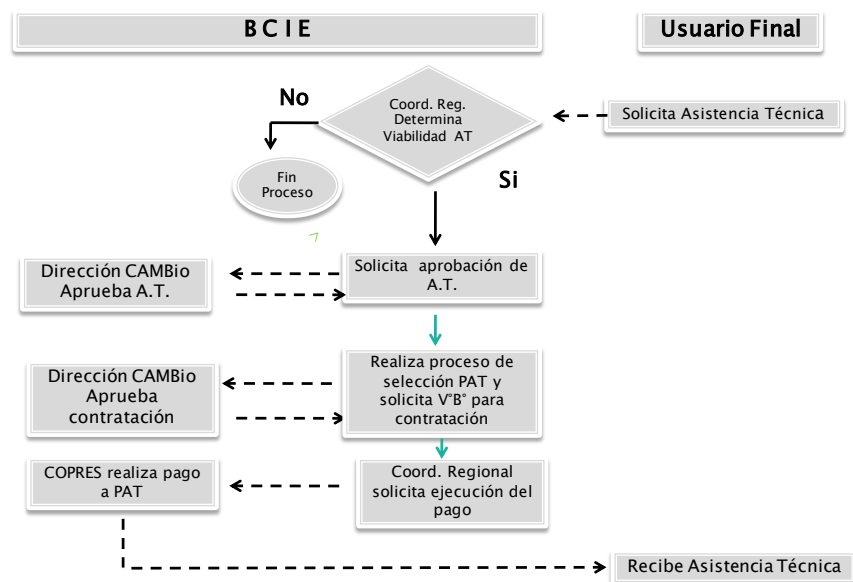 B C I E
Usuario Final
No
Coord. Reg.
Determina
Viabilidad AT
Solicita Asistencia Técnica
Fin
Proceso
Si
Dirección CAMBio
Aprueba A.T.
Solicita aprobación de
A.T.
Dirección CAMBio
Aprueba
contratación
Realiza proceso de
selección PAT y
solicita V°B° para
contratación
COPRES realiza pago
a PAT
Coord. Regional
solicita ejecución del
pago
Recibe Asistencia Técnica